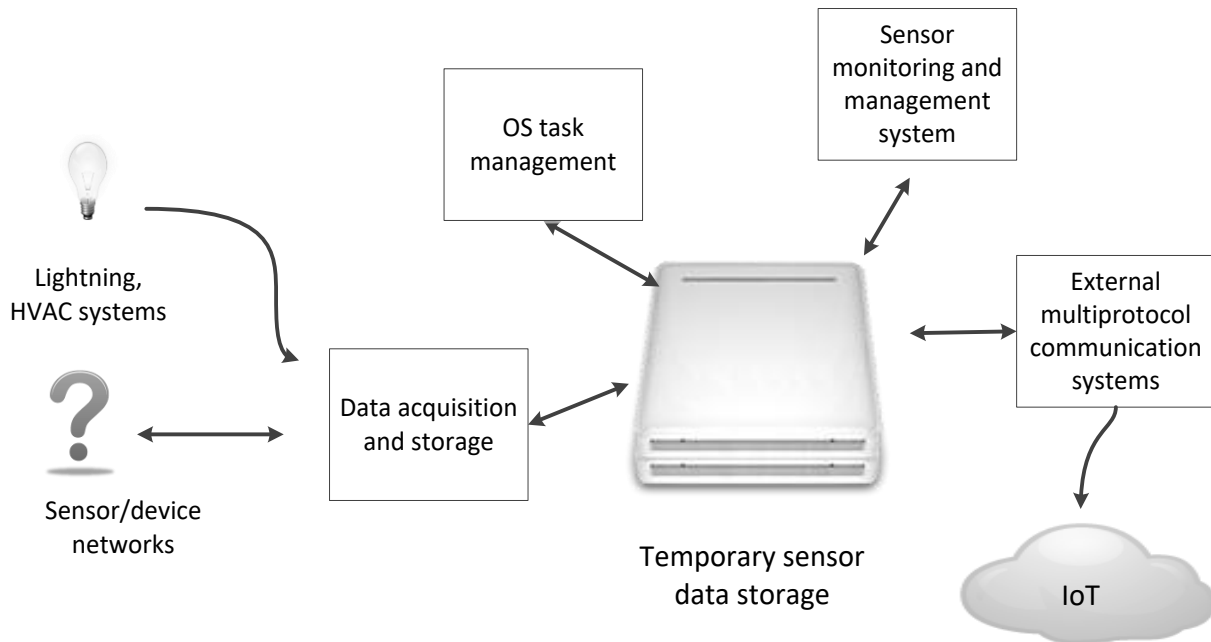 Sensor
monitoring and
management
system
OS task
management
Lightning,
HVAC systems
External
multiprotocol
communication
systems
Data acquisition
and storage
Sensor/device
networks
Temporary sensor
data storage
IoT